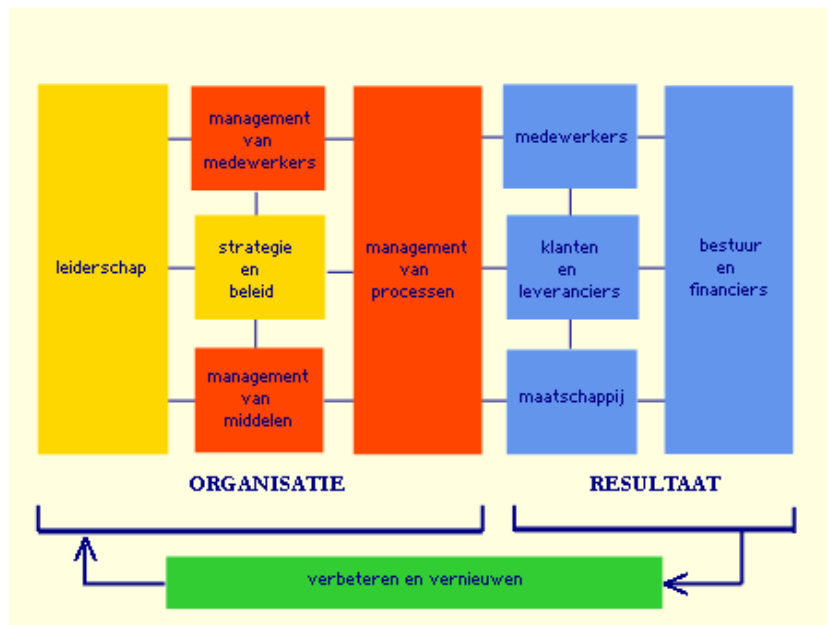 leiderschap
management
van
medewerkers
strategie
en
beleid
management
van
middelen
management
van
processen
medewerkers
klanten
en
leveranciers
maatschappij
bestuur
en
financiers
ORGANISATIE
RESULTAAT
verbeteren en vernieuwen